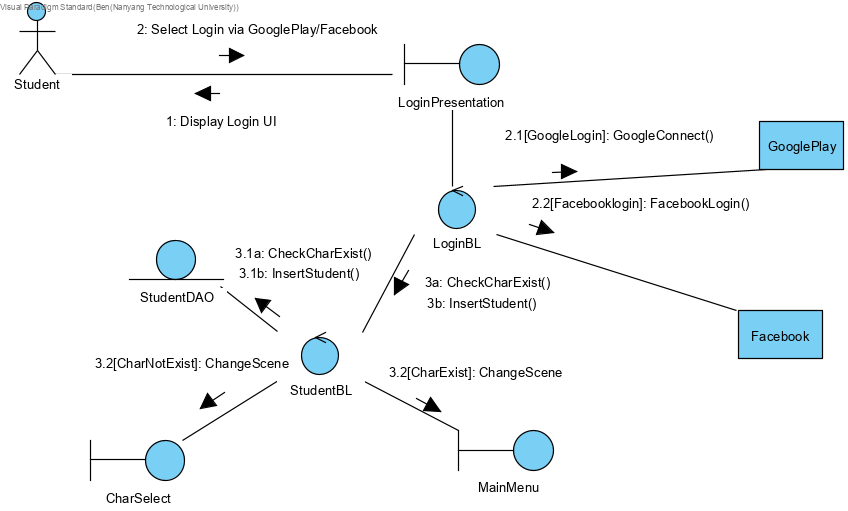 Visual Paradigm Standard(Ben(Nanyang Technological University))
2: Select Login via GooglePlay/Facebook
Student
LoginPresentation
1: Display Login UI
2.1[GoogleLogin]: GoogleConnect()
GooglePlay
2.2[Facebooklogin]: FacebookLogin()
LoginBL
3.1a: CheckCharExist()
3.1b: InsertStudent()
3a: CheckCharExist()
3b: InsertStudent()
StudentDAO
Facebook
3.2[CharNotExist]: ChangeScene
3.2[CharExist]: ChangeScene
StudentBL
MainMenu
CharSelect